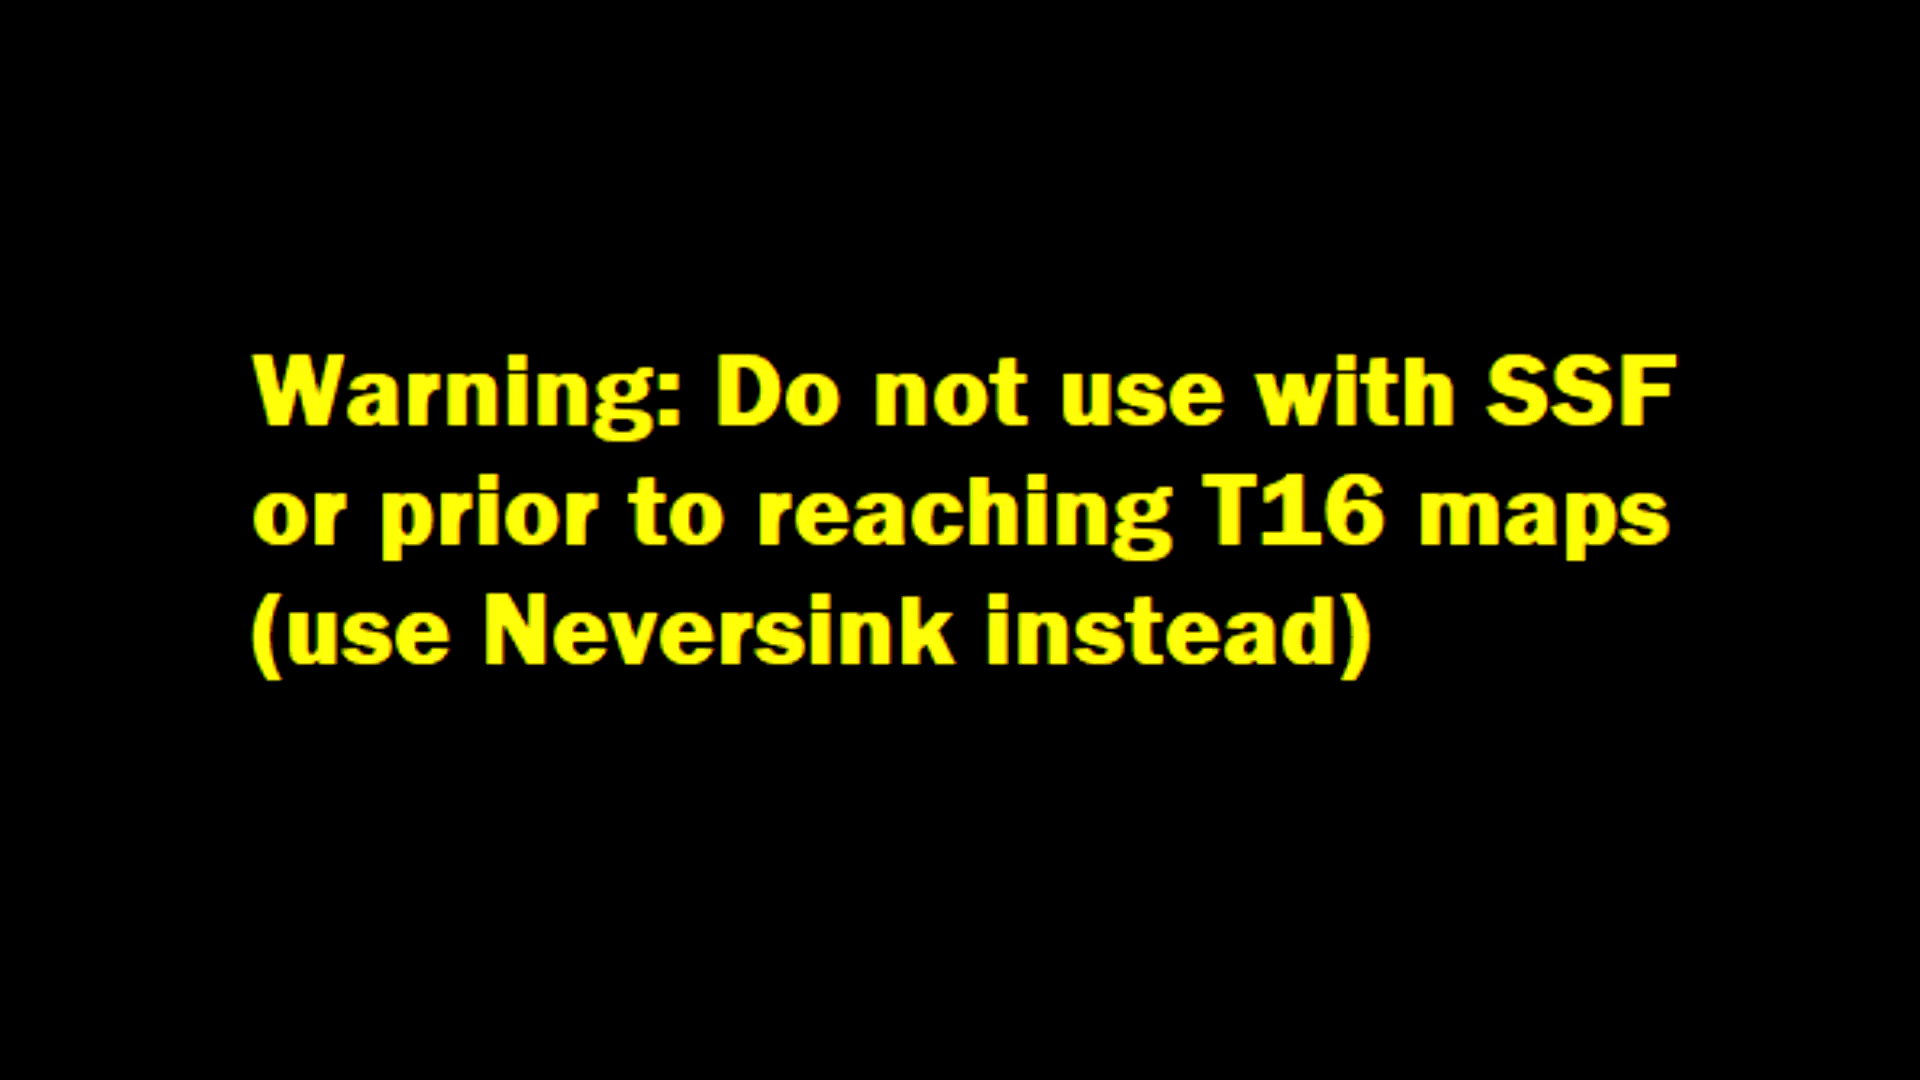 Warning: Do not use with SSF
or prior to reaching T16 maps
(use Neversink instead)